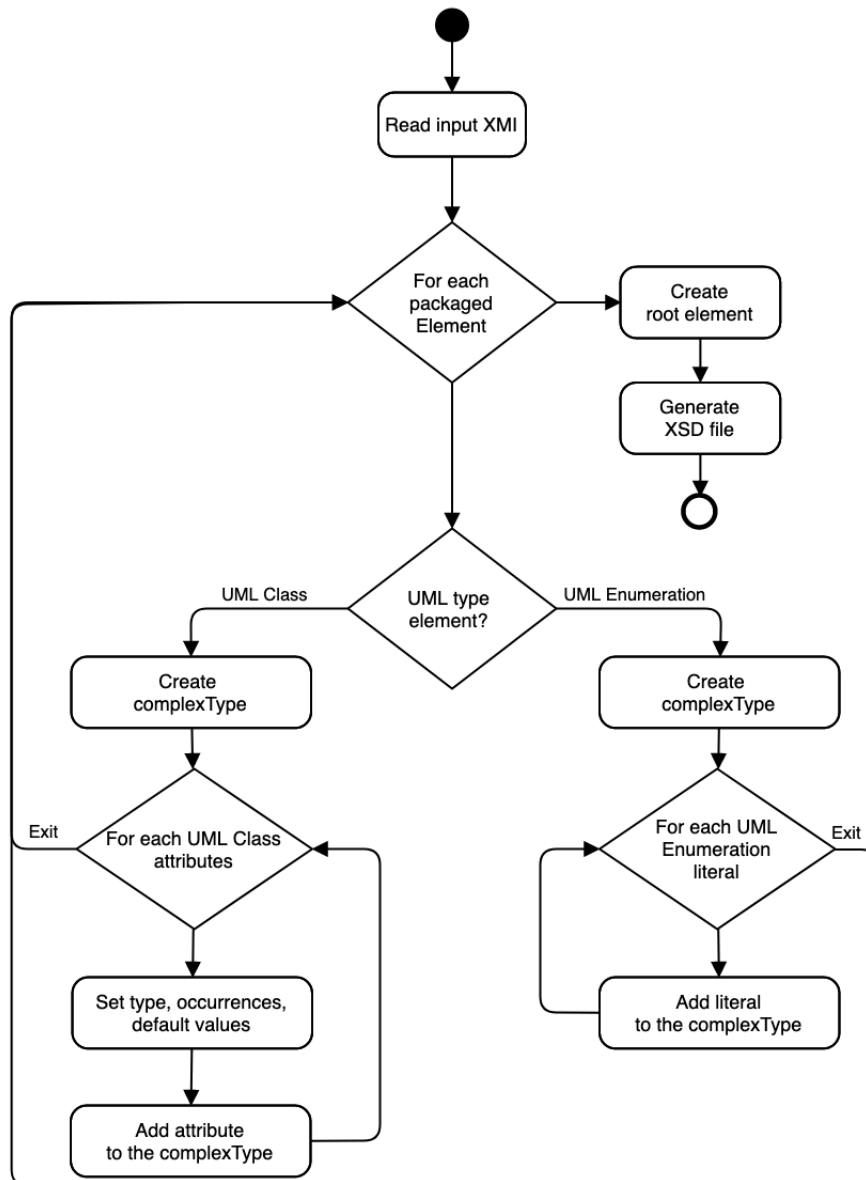 Read input XMI
For each
packaged
Element
Create
root element
Generate
XSD file
UML Class
UML type
element?
UML Enumeration
Create
complexType
Create
complexType
Exit
For each UML Class
attributes
For each UML
Enumeration
literal
Exit
Set type, occurrences,
default values
Add literal
to the complexType
Add attribute
to the complexType